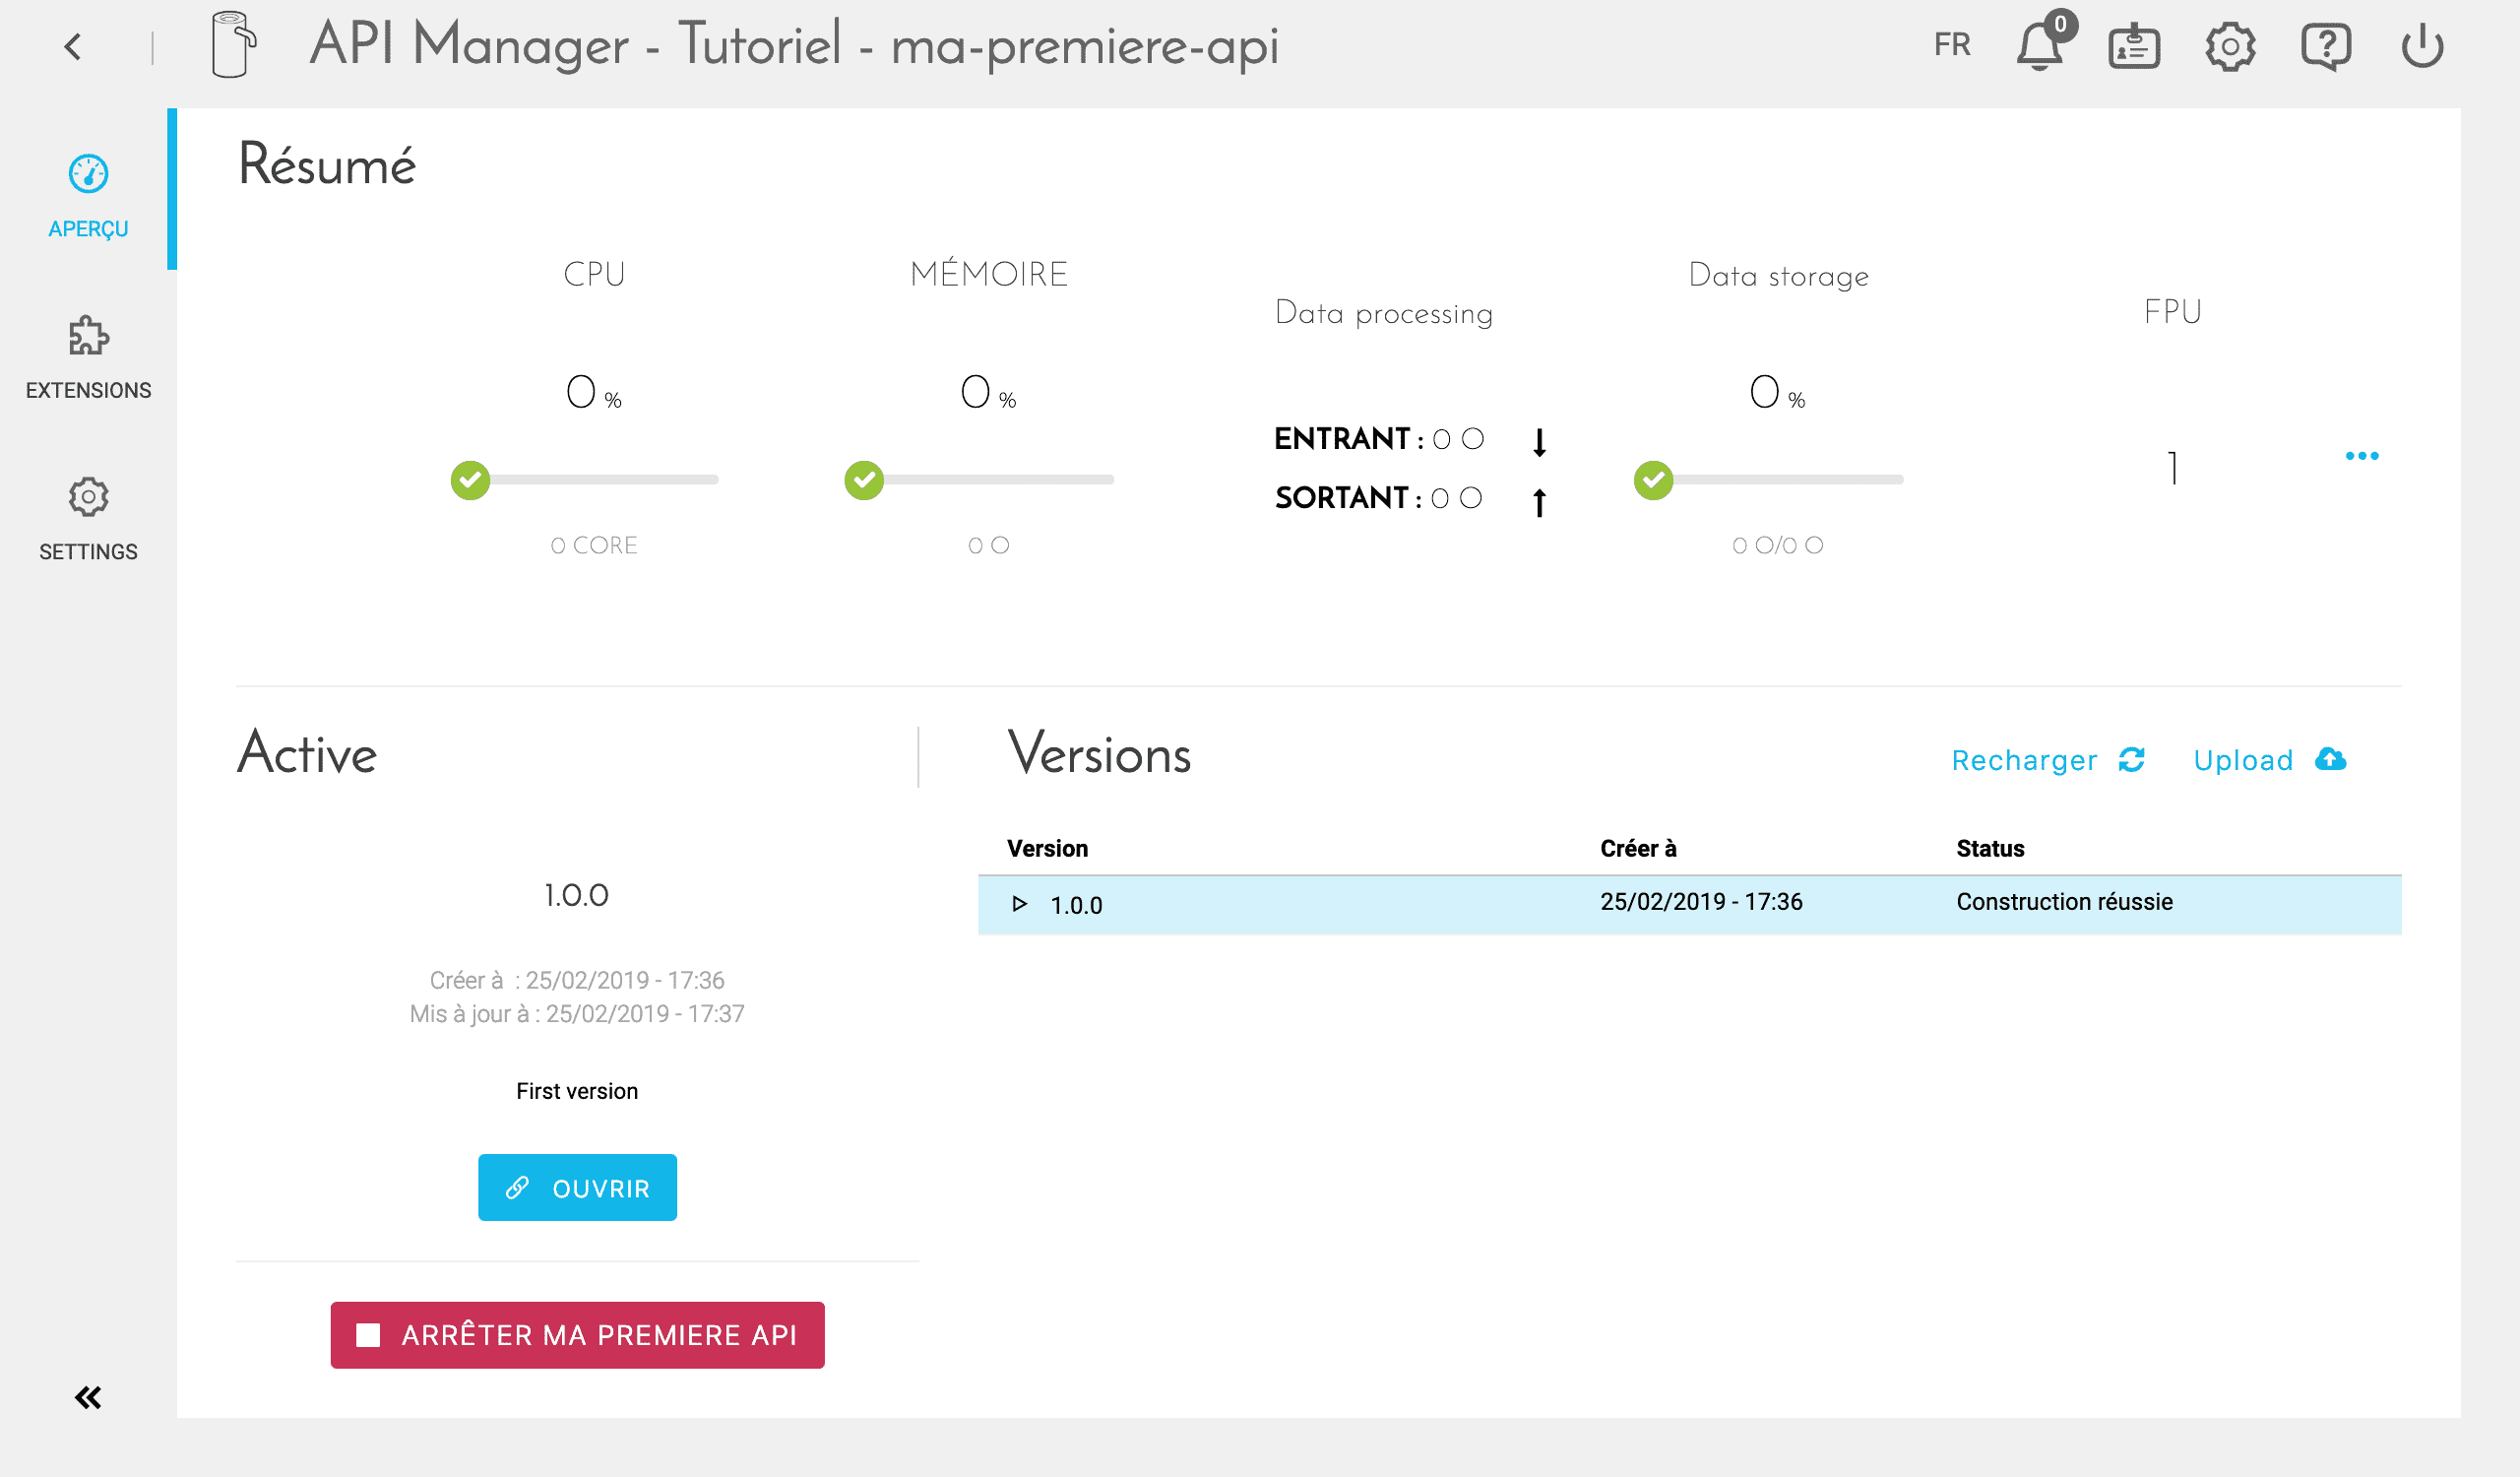 API Manager - Tutoriel - ma-premiere-api
FR
0
APERÇU
EXTENSIONS
SETTINGS
Résumé
CPU
0 %
0 CORE
MÉMOIRE
0 %
0 O
Data processing
ENTRANT : 0 O
SORTANT : 0 O
Data storage
0 %
0 O/0 O
FPU
1
Active
1.0.0
Créer à : 25/02/2019 - 17:36
Mis à jour à : 25/02/2019 - 17:37
First version
OUVRIR
ARRÊTER MA PREMIERE API
Versions
Recharger
Upload
Version Créer à Status
1.0.0 25/02/2019 - 17:36 Construction réussie